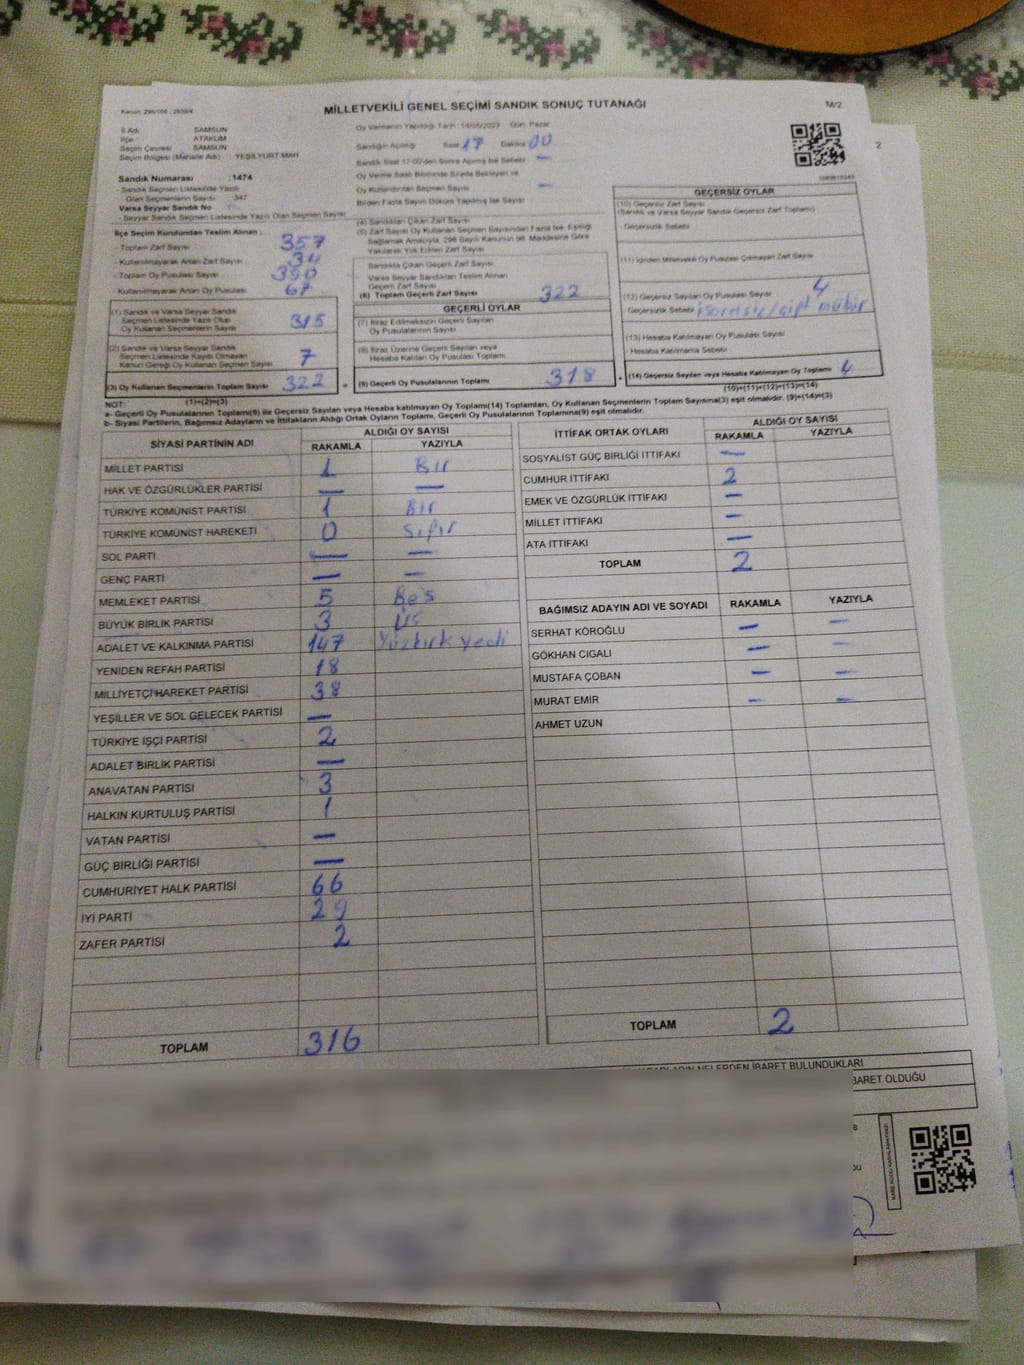 Kanun: 298/105 , 2839/4
MİLLETVEKİLİ GENEL SEÇİMİ SANDIK SONUÇ TUTANAĞI
M/2
İl Adı SAMSUN
İlçe ATAKUM
Seçim Çevresi SAMSUN
Seçim Bölgesi (Mahalle Adı) YEŞİLYURT MAH
Sandık Numarası : 1474
- Sandık Seçmen Listesinde Yazılı
Olan Seçmenlerin Sayısı : 347
Varsa Seyyar Sandık No
- Seyyar Sandık Seçmen Listesinde Yazılı Olan Seçmen Sayısı
İlçe Seçim Kurulundan Teslim Alınan ;
- Toplam Zarf Sayısı 357
- Kullanılmayarak Artan Zarf Sayısı 34
- Toplam Oy Pusulası Sayısı
- Kullanılmayarak Artan Oy Pusulası 67
(1) Sandık ve Varsa Seyyar Sandık
Seçmen Listesinde Yazılı Olup
Oy Kullanan Seçmenlerin Sayısı 315
(2) Sandık ve Varsa Seyyar Sandık
Seçmen Listesinde Kayıtlı Olmayan
Kanun Gereği Oy Kullanan Seçmen Sayısı 7
(3) Oy Kullanan Seçmenlerin Toplam Sayısı 322
(1)+(2)=(3)
Oy Vermenin Yapıldığı Tarih : 14/05/2023 Gün: Pazar
Sandığın Açılışı Saat 17 Dakika 00
Sandık Saat 17:00'den Sonra Açılmış İse Sebebi —
Oy Verme Saati Bitiminde Sırada Bekleyen ve
Oy Kullandırılan Seçmen Sayısı —
Birden Fazla Sayım Döküm Yapılmış İse Sayısı
(4) Sandıktan Çıkan Zarf Sayısı
(5) Zarf Sayısı Oy Kullanan Seçmen Sayısından Fazla İse, Eşitliği
Sağlamak Amacıyla, 298 Sayılı Kanunun 98. Maddesine Göre
Yakılarak Yok Edilen Zarf Sayısı
Sandıkta Çıkan Geçerli Zarf Sayısı
Varsa Seyyar Sandıktan Teslim Alınan
Geçerli Zarf Sayısı
(6) Toplam Geçerli Zarf Sayısı 322
GEÇERLİ OYLAR
(7) İtiraz Edilmeksizin Geçerli Sayılan
Oy Pusulalarının Sayısı
(8) İtiraz Üzerine Geçerli Sayılan veya
Hesaba Katılan Oy Pusulası Toplamı
= (9) Geçerli Oy Pusulalarının Toplamı 318
2
GEÇERSİZ OYLAR
(10) Geçersiz Zarf Sayısı
(Sandık ve Varsa Seyyar Sandık Geçersiz Zarf Toplamı)
- Geçersizlik Sebebi
(11) İçinden Milletvekili Oy Pusulası Çıkmayan Zarf Sayısı
(12) Geçersiz Sayılan Oy Pusulası Sayısı 4
Geçersizlik Sebebi çift mühür
(13) Hesaba Katılmayan Oy Pusulası Sayısı
- Hesaba Katılmama Sebebi
+ (14) Geçersiz Sayılan veya Hesaba Katılmayan Oy Toplamı 4
(10)+(11)+(12)+(13)=(14)
NOT:
a- Geçerli Oy Pusulalarının Toplamı(9) ile Geçersiz Sayılan veya Hesaba katılmayan Oy Toplamı(14) Toplamları, Oy Kullanan Seçmenlerin Toplam Sayısına(3) eşit olmalıdır. (9)+(14)=(3)
b- Siyasi Partilerin, Bağımsız Adayların ve İttifakların Aldığı Ortak Oyların Toplamı, Geçerli Oy Pusulalarının Toplamına(9) eşit olmalıdır.
SİYASİ PARTİNİN ADI ALDIĞI OY SAYISI
RAKAMLA YAZIYLA
MİLLET PARTİSİ 1 Bir
HAK VE ÖZGÜRLÜKLER PARTİSİ — —
TÜRKİYE KOMÜNİST PARTİSİ 1 Bir
TÜRKİYE KOMÜNİST HAREKETİ 0 Sıfır
SOL PARTİ — —
GENÇ PARTİ — —
MEMLEKET PARTİSİ 5 Beş
BÜYÜK BİRLİK PARTİSİ 3 Üç
ADALET VE KALKINMA PARTİSİ 147 Yüzkırk yedi
YENİDEN REFAH PARTİSİ 18
MİLLİYETÇİ HAREKET PARTİSİ 38
YEŞİLLER VE SOL GELECEK PARTİSİ —
TÜRKİYE İŞÇİ PARTİSİ 2
ADALET BİRLİK PARTİSİ —
ANAVATAN PARTİSİ 3
HALKIN KURTULUŞ PARTİSİ 1
VATAN PARTİSİ —
GÜÇ BİRLİĞİ PARTİSİ —
CUMHURİYET HALK PARTİSİ 66
İYİ PARTİ 29
ZAFER PARTİSİ 2
TOPLAM 316
İTTİFAK ORTAK OYLARI ALDIĞI OY SAYISI
RAKAMLA YAZIYLA
SOSYALİST GÜÇ BİRLİĞİ İTTİFAKI —
CUMHUR İTTİFAKI 2
EMEK VE ÖZGÜRLÜK İTTİFAKI —
MİLLET İTTİFAKI —
ATA İTTİFAKI —
TOPLAM 2
BAĞIMSIZ ADAYIN ADI VE SOYADI RAKAMLA YAZIYLA
SERHAT KÖROĞLU — —
GÖKHAN CIGALI — —
MUSTAFA ÇOBAN — —
MURAT EMİR — —
AHMET UZUN
TOPLAM 2
NELERDEN İBARET BULUNDUKLARI
BARET OLDUĞU